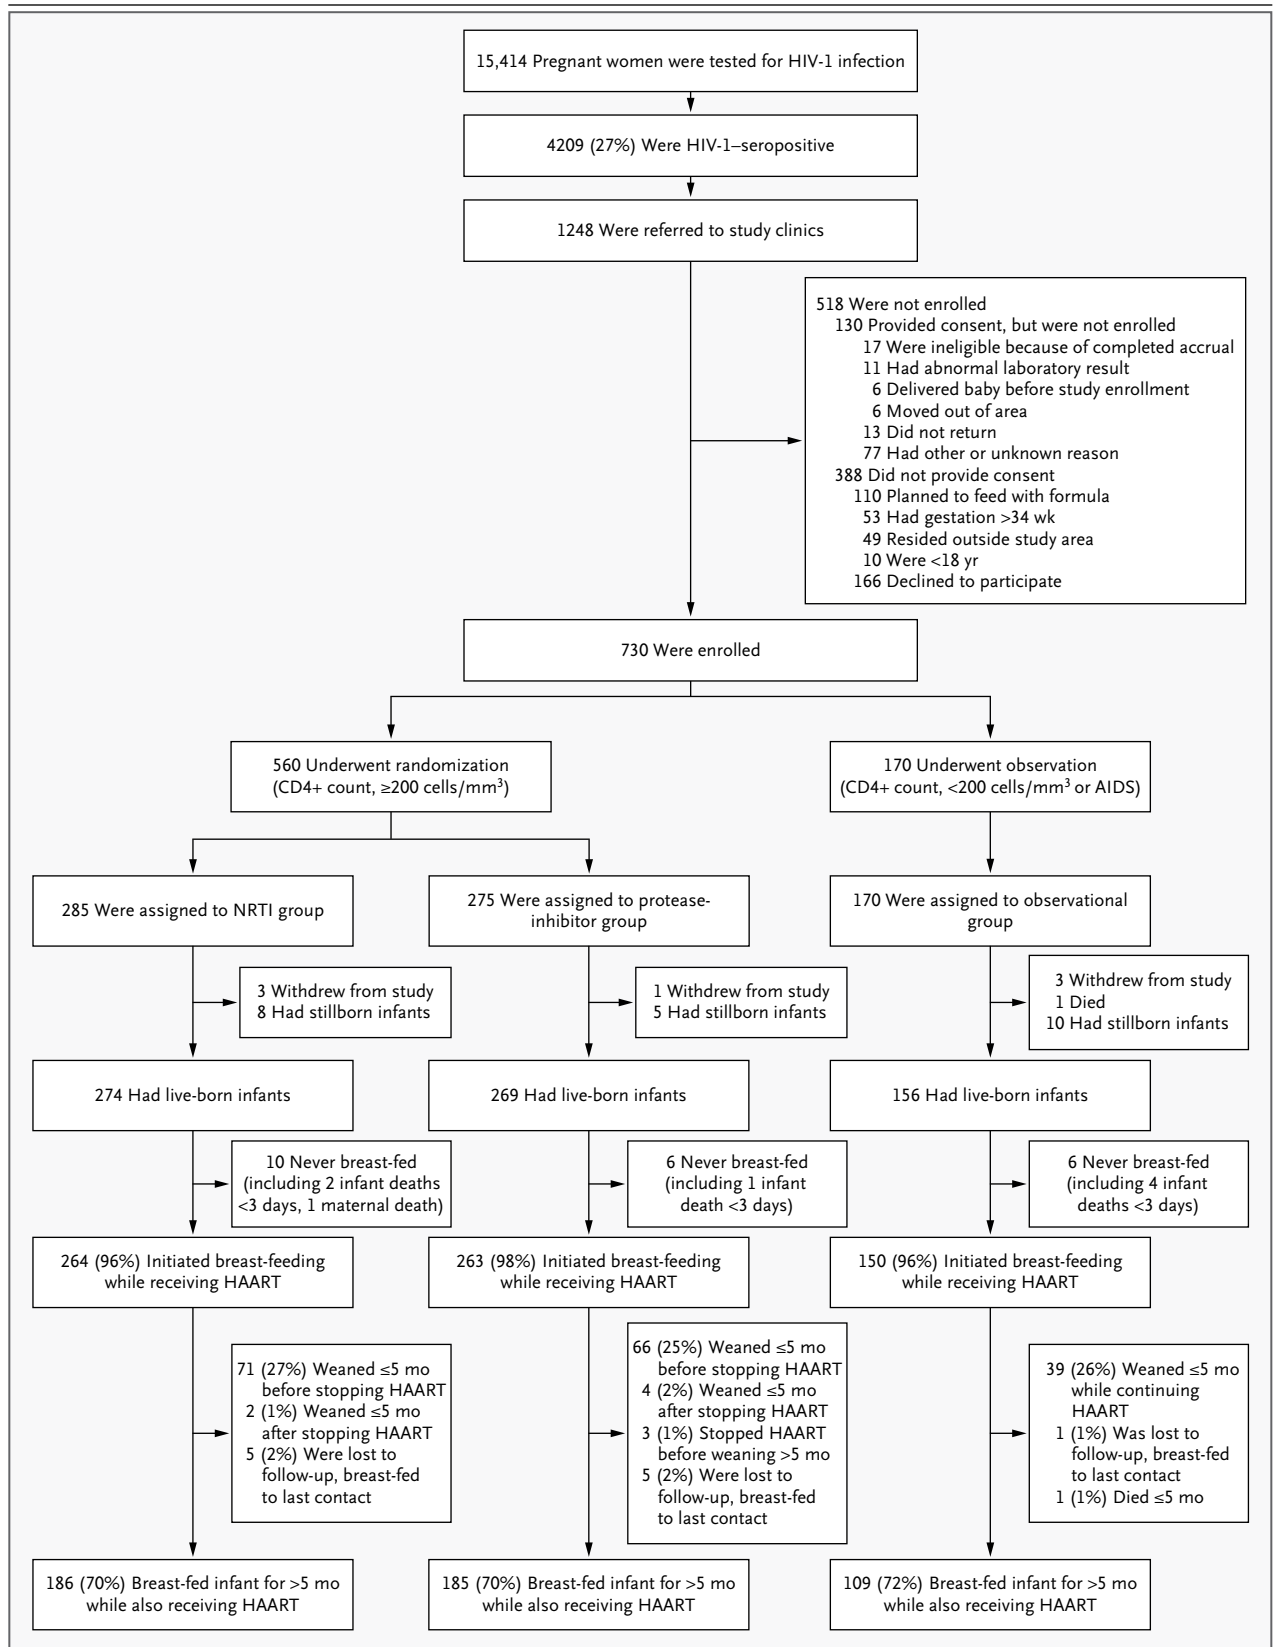 15,414 Pregnant women were tested for HIV-1 infection
4209 (27%) Were HIV-1–seropositive
1248 Were referred to study clinics
518 Were not enrolled
130 Provided consent, but were not enrolled
17 Were ineligible because of completed accrual
11 Had abnormal laboratory result
6 Delivered baby before study enrollment
6 Moved out of area
13 Did not return
77 Had other or unknown reason
388 Did not provide consent
110 Planned to feed with formula
53 Had gestation >34 wk
49 Resided outside study area
10 Were <18 yr
166 Declined to participate
730 Were enrolled
560 Underwent randomization
(CD4+ count, ≥200 cells/mm³)
170 Underwent observation
(CD4+ count, <200 cells/mm³ or AIDS)
285 Were assigned to NRTI group
275 Were assigned to protease-
inhibitor group
170 Were assigned to observational
group
3 Withdrew from study
8 Had stillborn infants
1 Withdrew from study
5 Had stillborn infants
3 Withdrew from study
1 Died
10 Had stillborn infants
274 Had live-born infants
269 Had live-born infants
156 Had live-born infants
10 Never breast-fed
(including 2 infant deaths
<3 days, 1 maternal death)
6 Never breast-fed
(including 1 infant
death <3 days)
6 Never breast-fed
(including 4 infant
deaths <3 days)
264 (96%) Initiated breast-feeding
while receiving HAART
263 (98%) Initiated breast-feeding
while receiving HAART
150 (96%) Initiated breast-feeding
while receiving HAART
71 (27%) Weaned ≤5 mo
before stopping HAART
2 (1%) Weaned ≤5 mo
after stopping HAART
5 (2%) Were lost to
follow-up, breast-fed
to last contact
66 (25%) Weaned ≤5 mo
before stopping HAART
4 (2%) Weaned ≤5 mo
after stopping HAART
3 (1%) Stopped HAART
before weaning >5 mo
5 (2%) Were lost to
follow-up, breast-fed
to last contact
39 (26%) Weaned ≤5 mo
while continuing
HAART
1 (1%) Was lost to
follow-up, breast-fed
to last contact
1 (1%) Died ≤5 mo
186 (70%) Breast-fed infant for >5 mo
while also receiving HAART
185 (70%) Breast-fed infant for >5 mo
while also receiving HAART
109 (72%) Breast-fed infant for >5 mo
while also receiving HAART